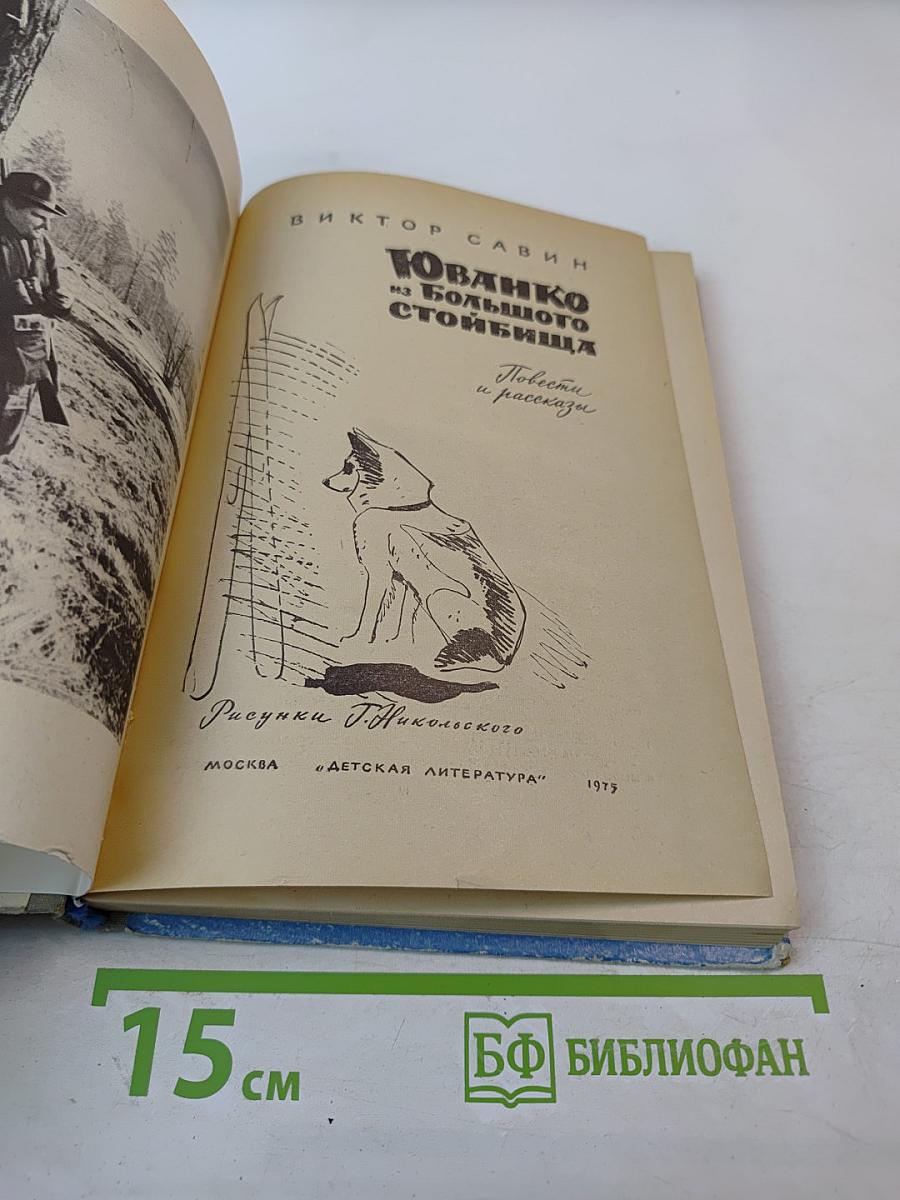 ВИКТОР САВИН
ЮВАНКО
ИЗ БОЛЬШОГО
СТОЙБИЩА
Повести
и рассказы
Рисунки Г. Никольского
МОСКВА „ДЕТСКАЯ ЛИТЕРАТУРА" 1975
15 см
БФ БИБЛИОФАН